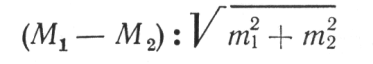 (M₁ — M₂) : √(m₁² + m₂²)